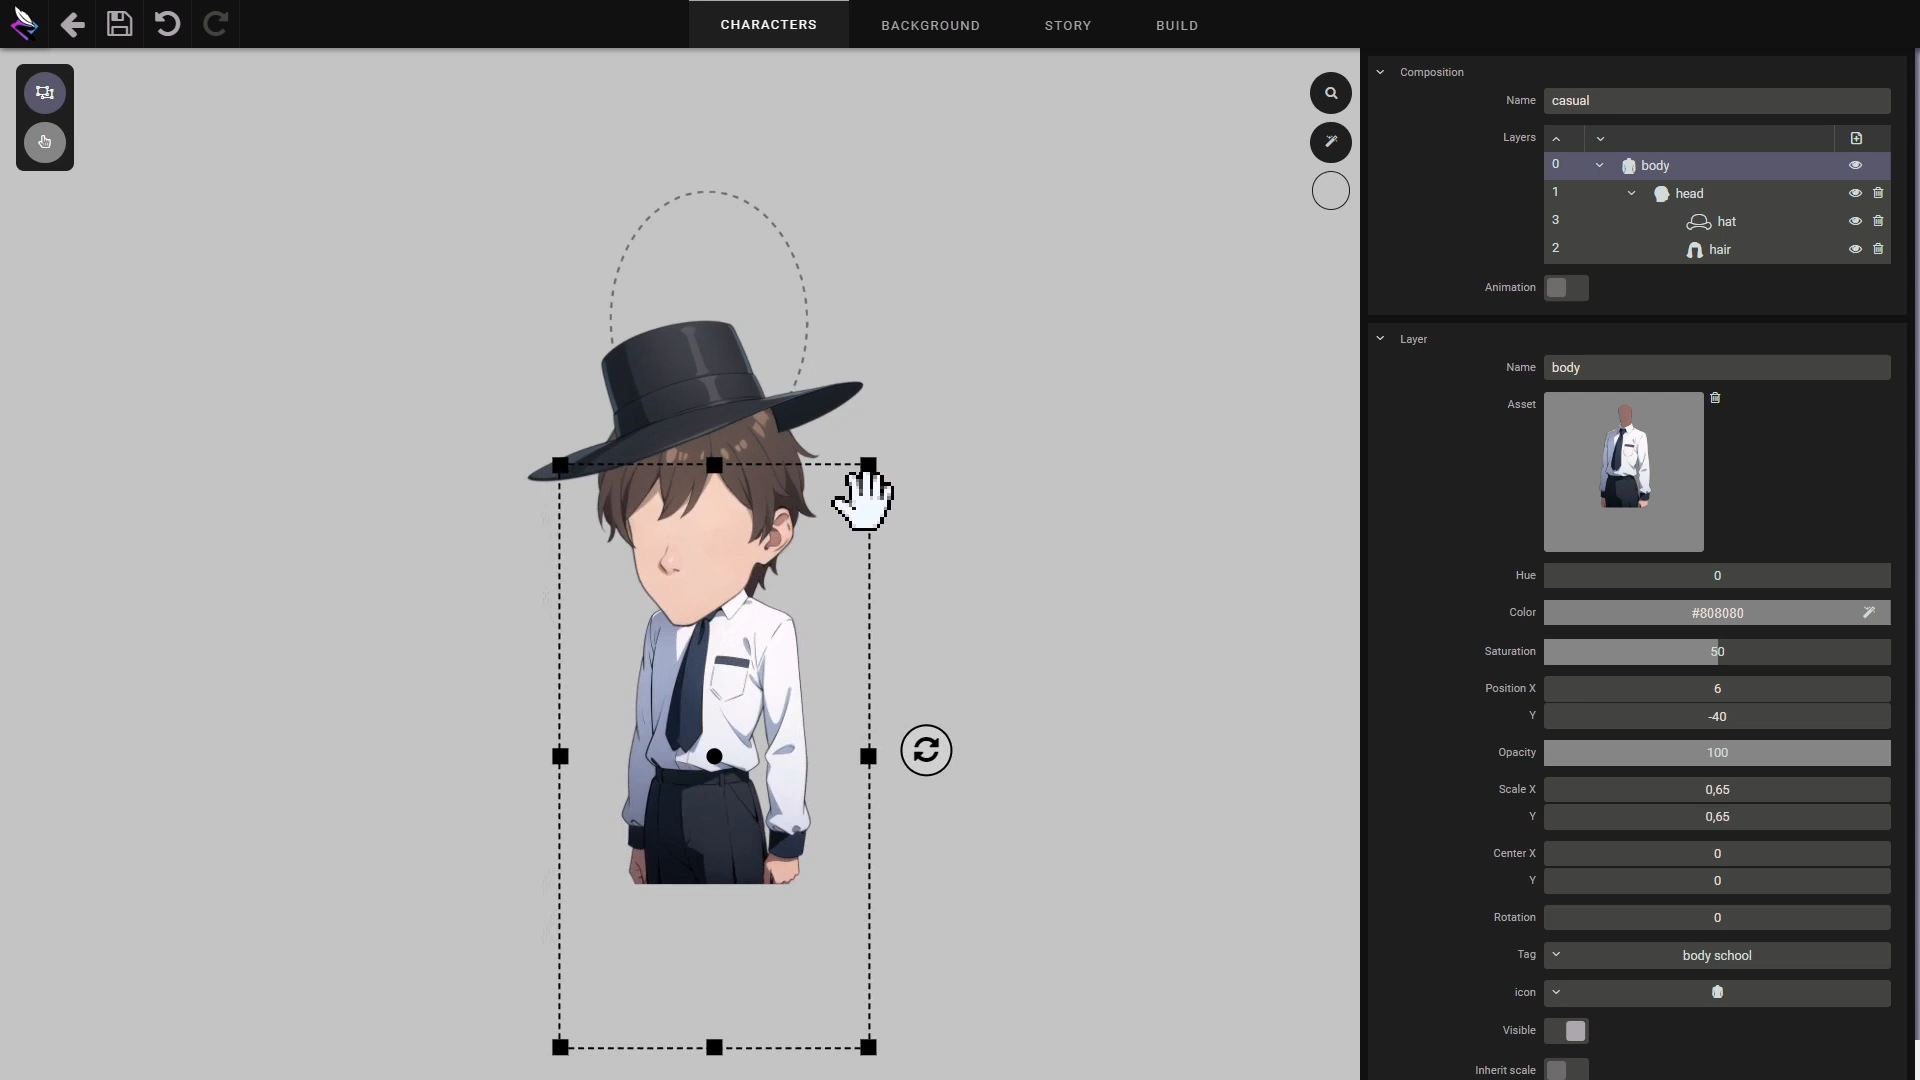 CHARACTERS BACKGROUND STORY BUILD
Composition
Name casual
Layers
0 body
1 head
3 hat
2 hair
Animation
Layer
Name body
Asset
Hue 0
Color #808080
Saturation 50
Position X 6
Y -40
Opacity 100
Scale X 0,65
Y 0,65
Center X 0
Y 0
Rotation 0
Tag body school
icon
Visible
Inherit scale